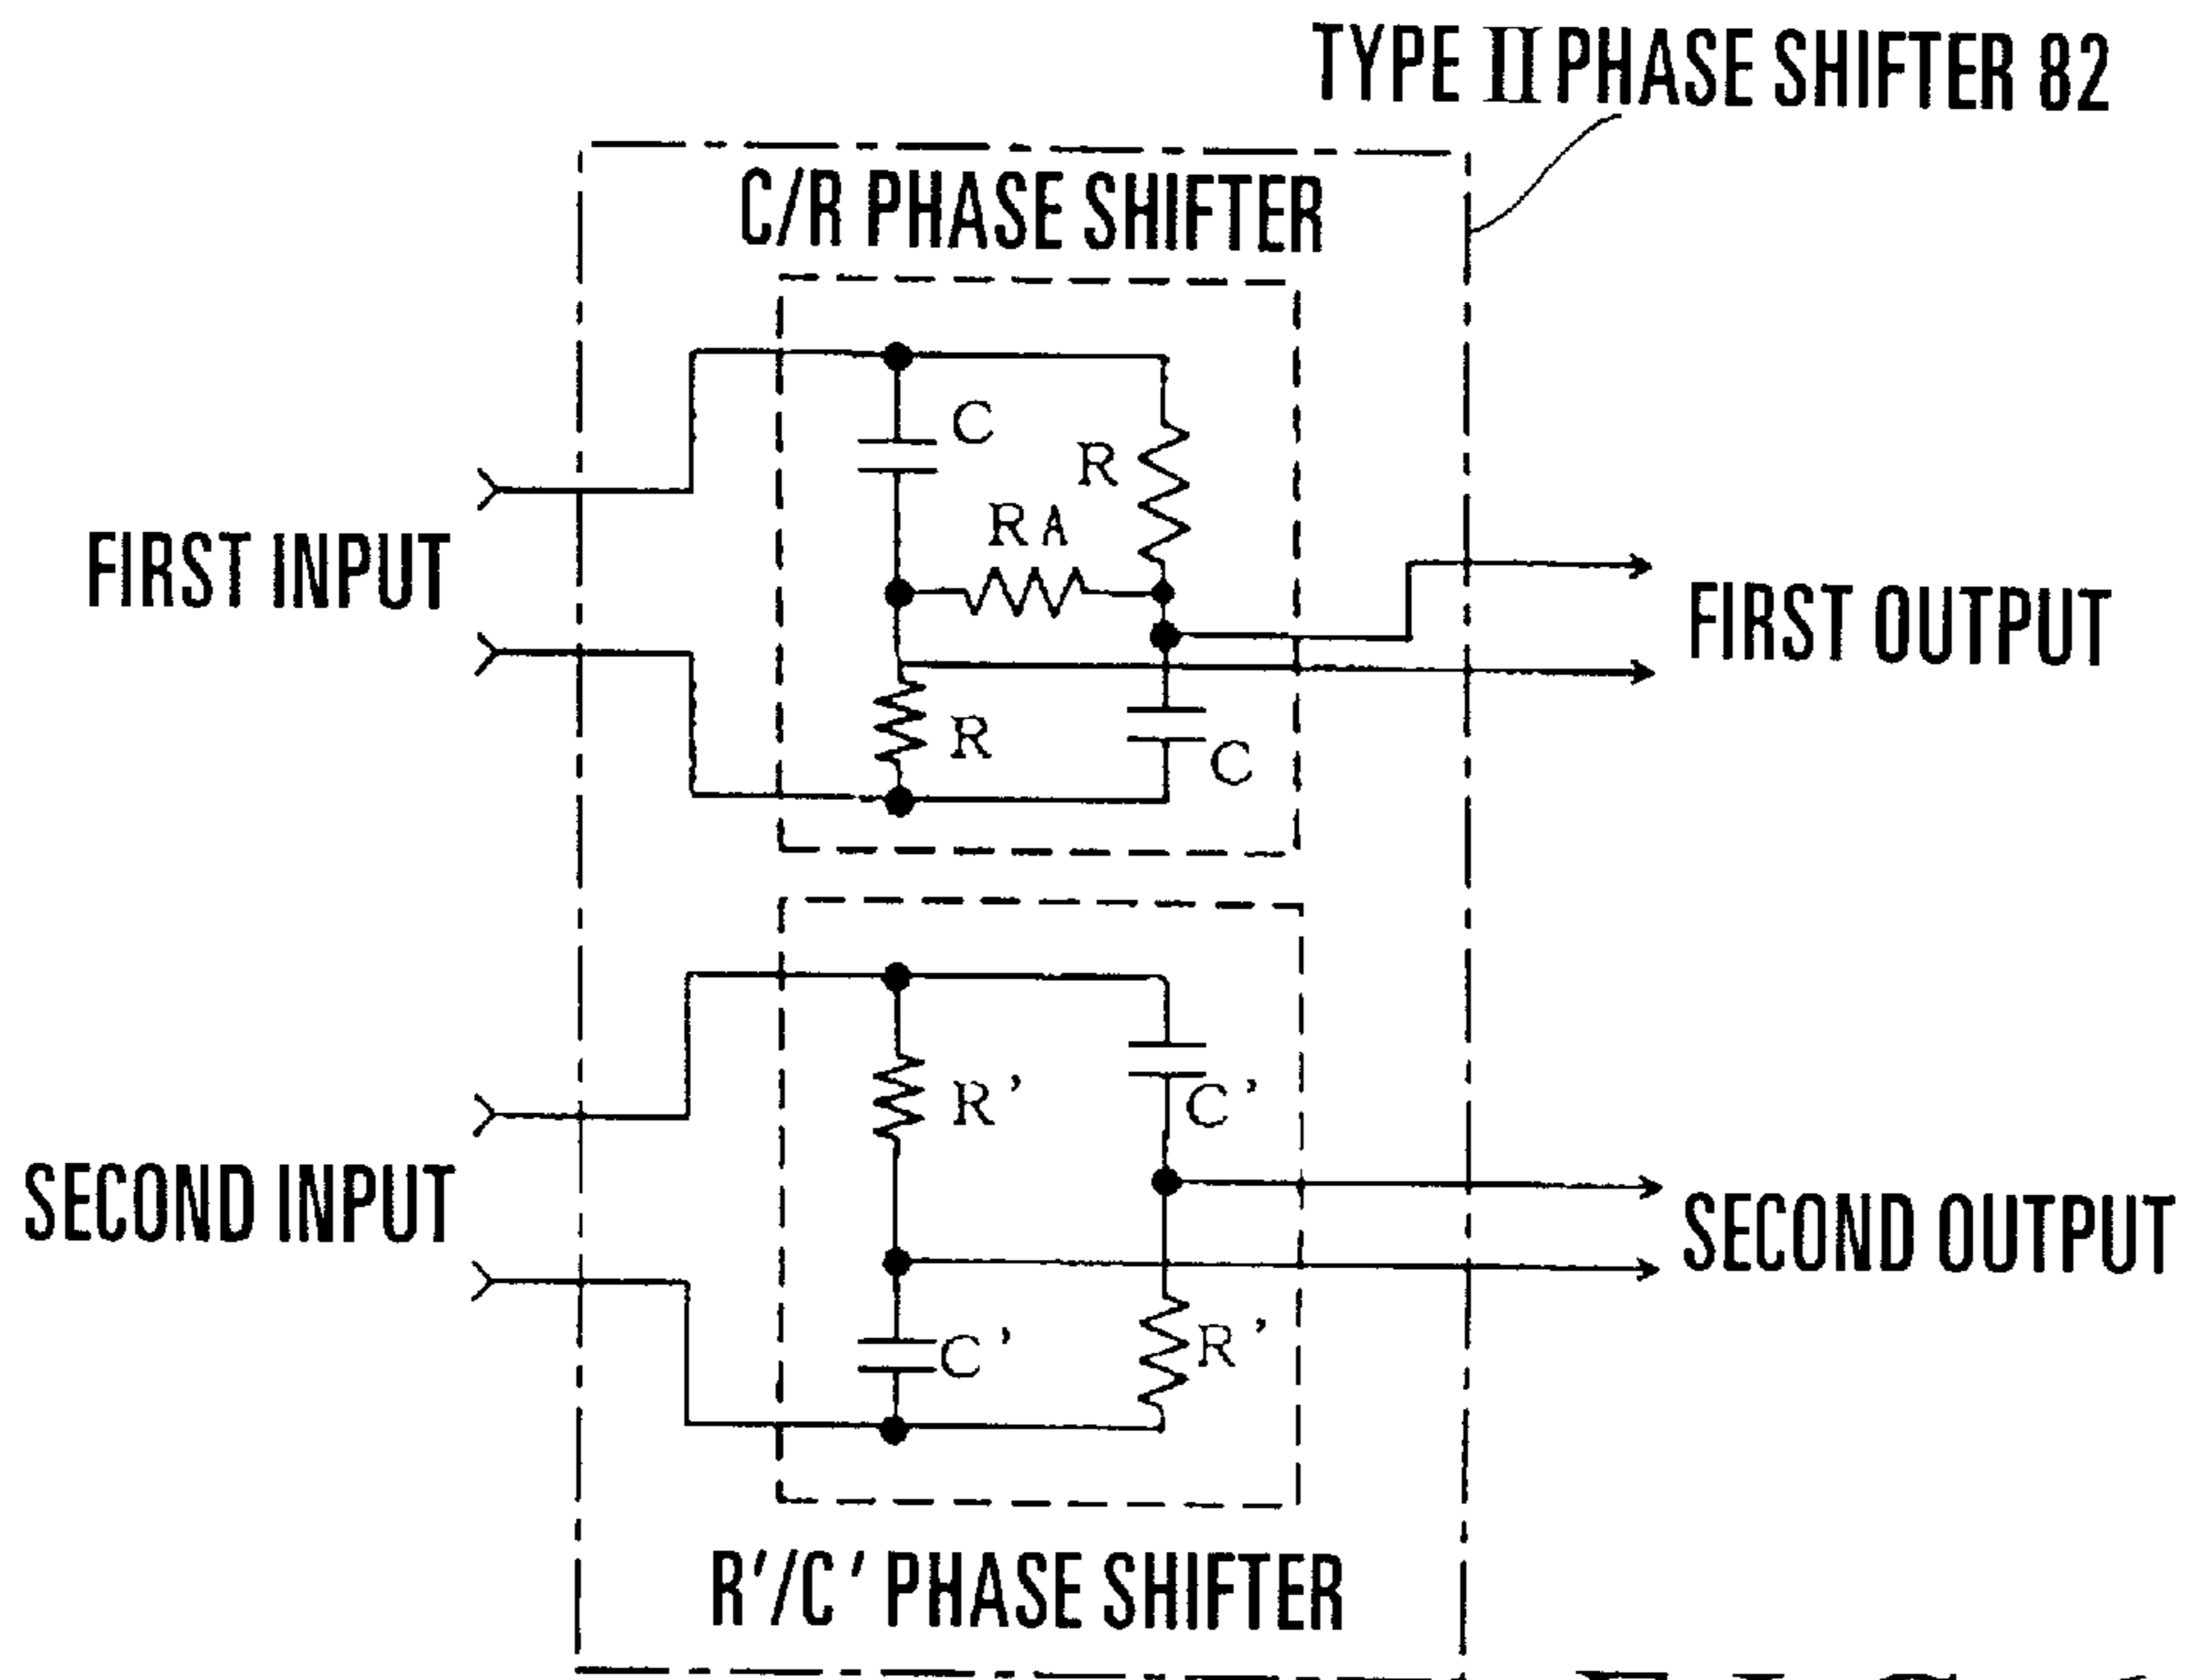 TYPE II PHASE SHIFTER 82
C/R PHASE SHIFTER
C
R
RA
FIRST INPUT
FIRST OUTPUT
R
C
R'
C'
SECOND INPUT
SECOND OUTPUT
C'
R'
R'/C' PHASE SHIFTER